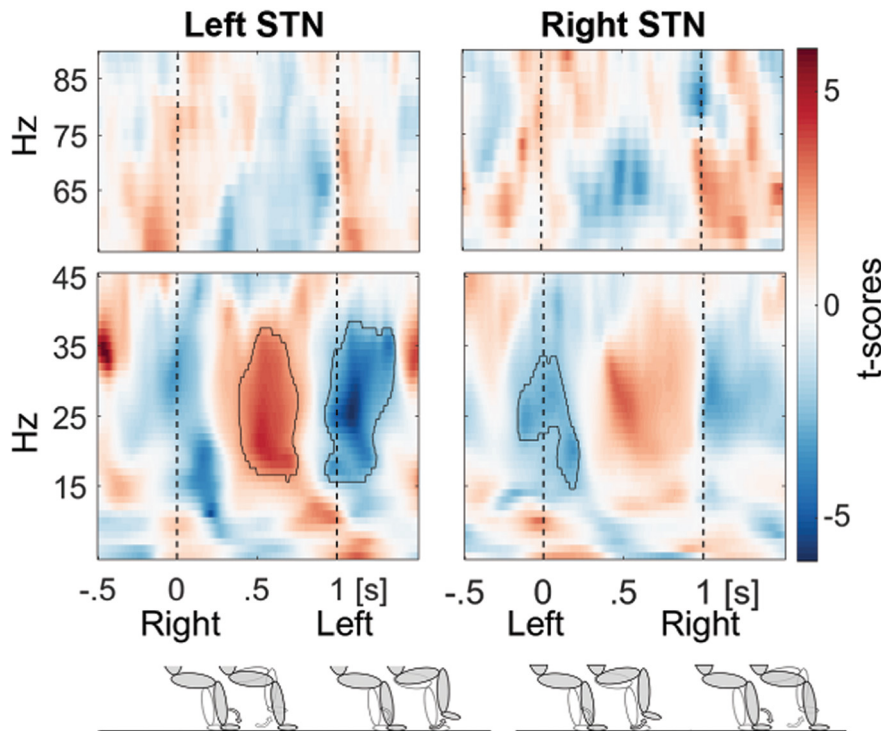 Left STN
Right STN
Hz
85
75
65
Hz
45
35
25
15
-.5 0 .5 1 [s]
Right Left
-.5 0 .5 1 [s]
Left Right
5
0
-5
t-scores